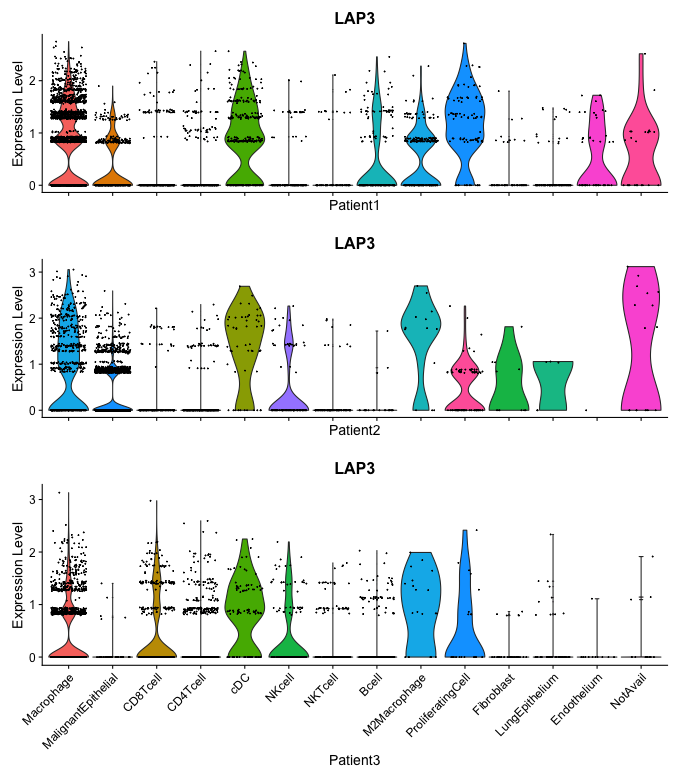 LAP3
Expression Level
2
1
0
Patient1
LAP3
Expression Level
3
2
1
0
Patient2
LAP3
Expression Level
3
2
1
0
Macrophage
MalignantEpithelial
CD8Tcell
CD4Tcell
cDC
NKcell
NKTcell
Bcell
M2Macrophage
ProliferatingCell
Fibroblast
LungEpithelium
Endothelium
NotAvail
Patient3